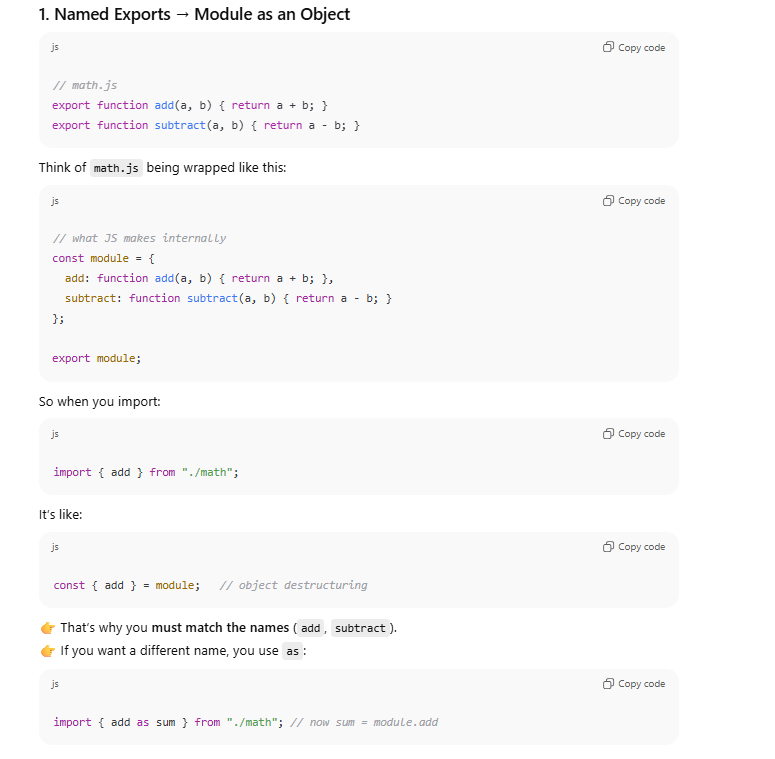 1. Named Exports → Module as an Object
js
Copy code
// math.js
export function add(a, b) { return a + b; }
export function subtract(a, b) { return a - b; }
Think of math.js being wrapped like this:
js
Copy code
// what JS makes internally
const module = {
  add: function add(a, b) { return a + b; },
  subtract: function subtract(a, b) { return a - b; }
};
export module;
So when you import:
js
Copy code
import { add } from "./math";
It's like:
js
Copy code
const { add } = module;   // object destructuring
👉 That's why you must match the names (add, subtract).
👉 If you want a different name, you use as:
js
Copy code
import { add as sum } from "./math"; // now sum = module.add